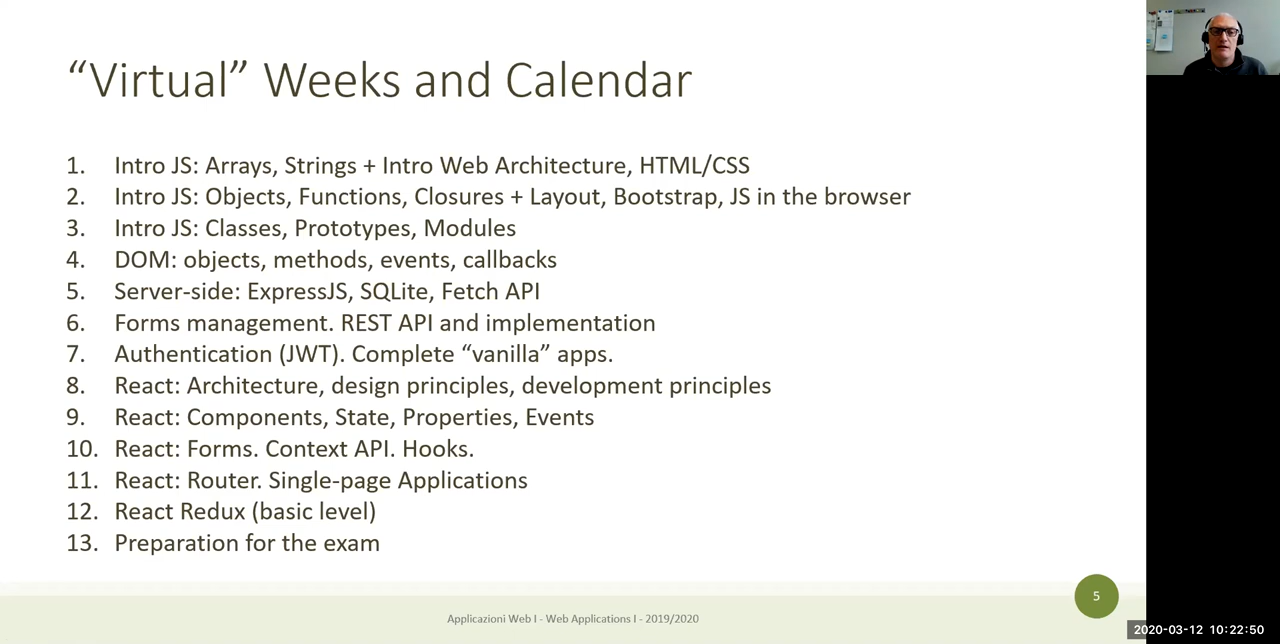 “Virtual” Weeks and Calendar
1. Intro JS: Arrays, Strings + Intro Web Architecture, HTML/CSS
2. Intro JS: Objects, Functions, Closures + Layout, Bootstrap, JS in the browser
3. Intro JS: Classes, Prototypes, Modules
4. DOM: objects, methods, events, callbacks
5. Server-side: ExpressJS, SQLite, Fetch API
6. Forms management. REST API and implementation
7. Authentication (JWT). Complete “vanilla” apps.
8. React: Architecture, design principles, development principles
9. React: Components, State, Properties, Events
10. React: Forms. Context API. Hooks.
11. React: Router. Single-page Applications
12. React Redux (basic level)
13. Preparation for the exam
5
Applicazioni Web I - Web Applications I - 2019/2020
2020-03-12 10:22:50